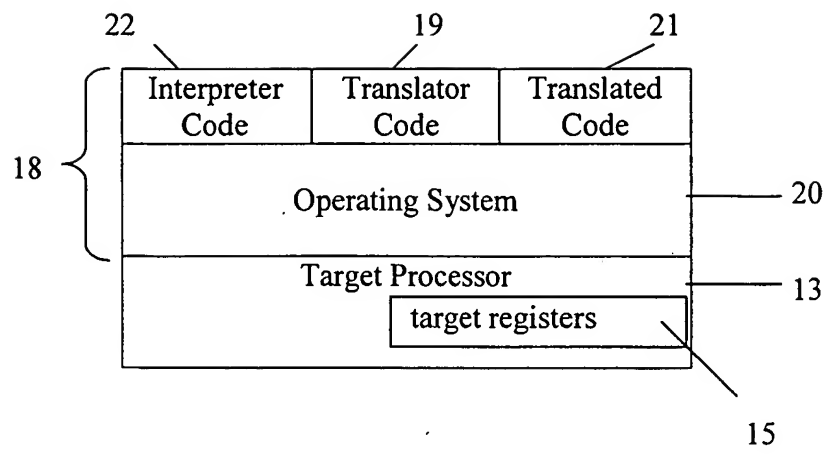 22 19 21
Interpreter Code
Translator Code
Translated Code
18
Operating System
20
Target Processor
13
target registers
15